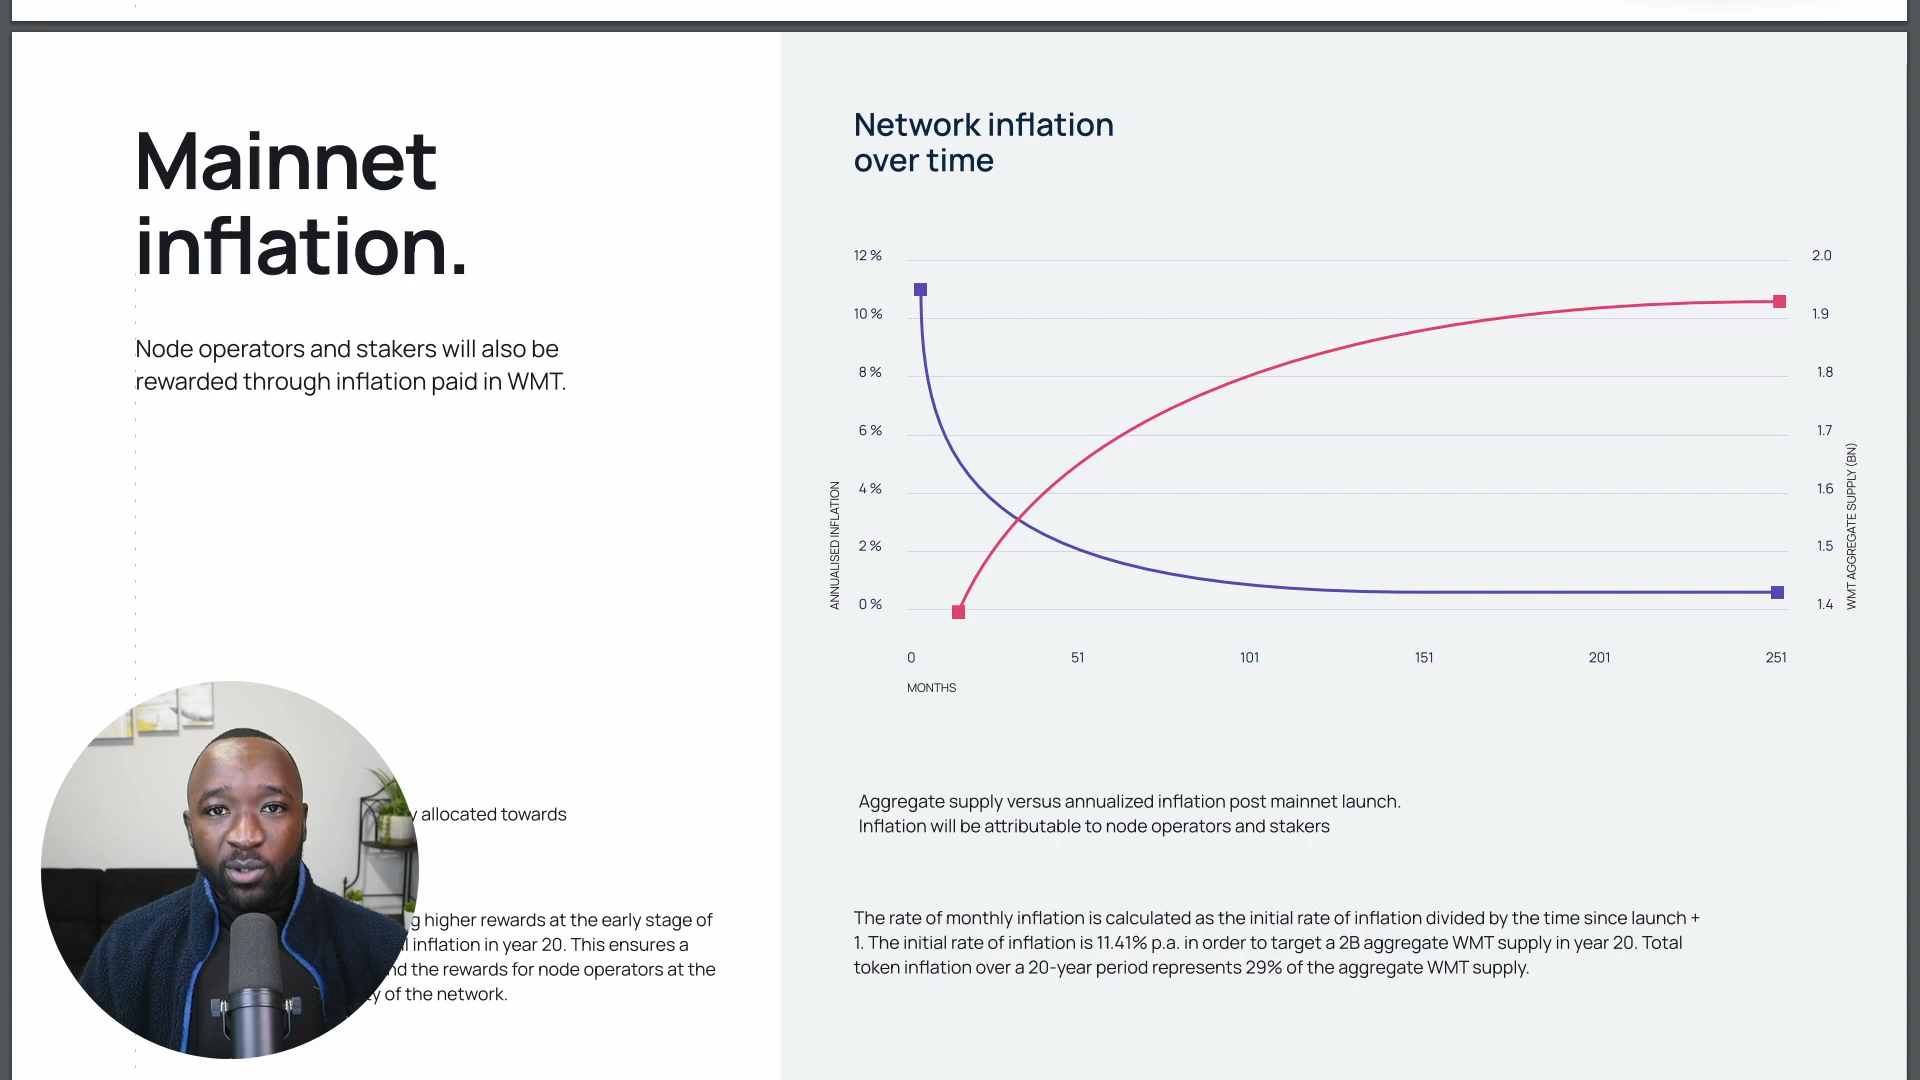 Mainnet
inflation.
Node operators and stakers will also be
rewarded through inflation paid in WMT.
allocated towards
higher rewards at the early stage of
inflation in year 20. This ensures a
the rewards for node operators at the
of the network.
Network inflation
over time
12 %
10 %
8 %
6 %
4 %
2 %
0 %
ANNUALISED INFLATION
2.0
1.9
1.8
1.7
1.6
1.5
1.4
WMT AGGREGATE SUPPLY (BN)
0 51 101 151 201 251
MONTHS
Aggregate supply versus annualized inflation post mainnet launch.
Inflation will be attributable to node operators and stakers
The rate of monthly inflation is calculated as the initial rate of inflation divided by the time since launch +
1. The initial rate of inflation is 11.41% p.a. in order to target a 2B aggregate WMT supply in year 20. Total
token inflation over a 20-year period represents 29% of the aggregate WMT supply.